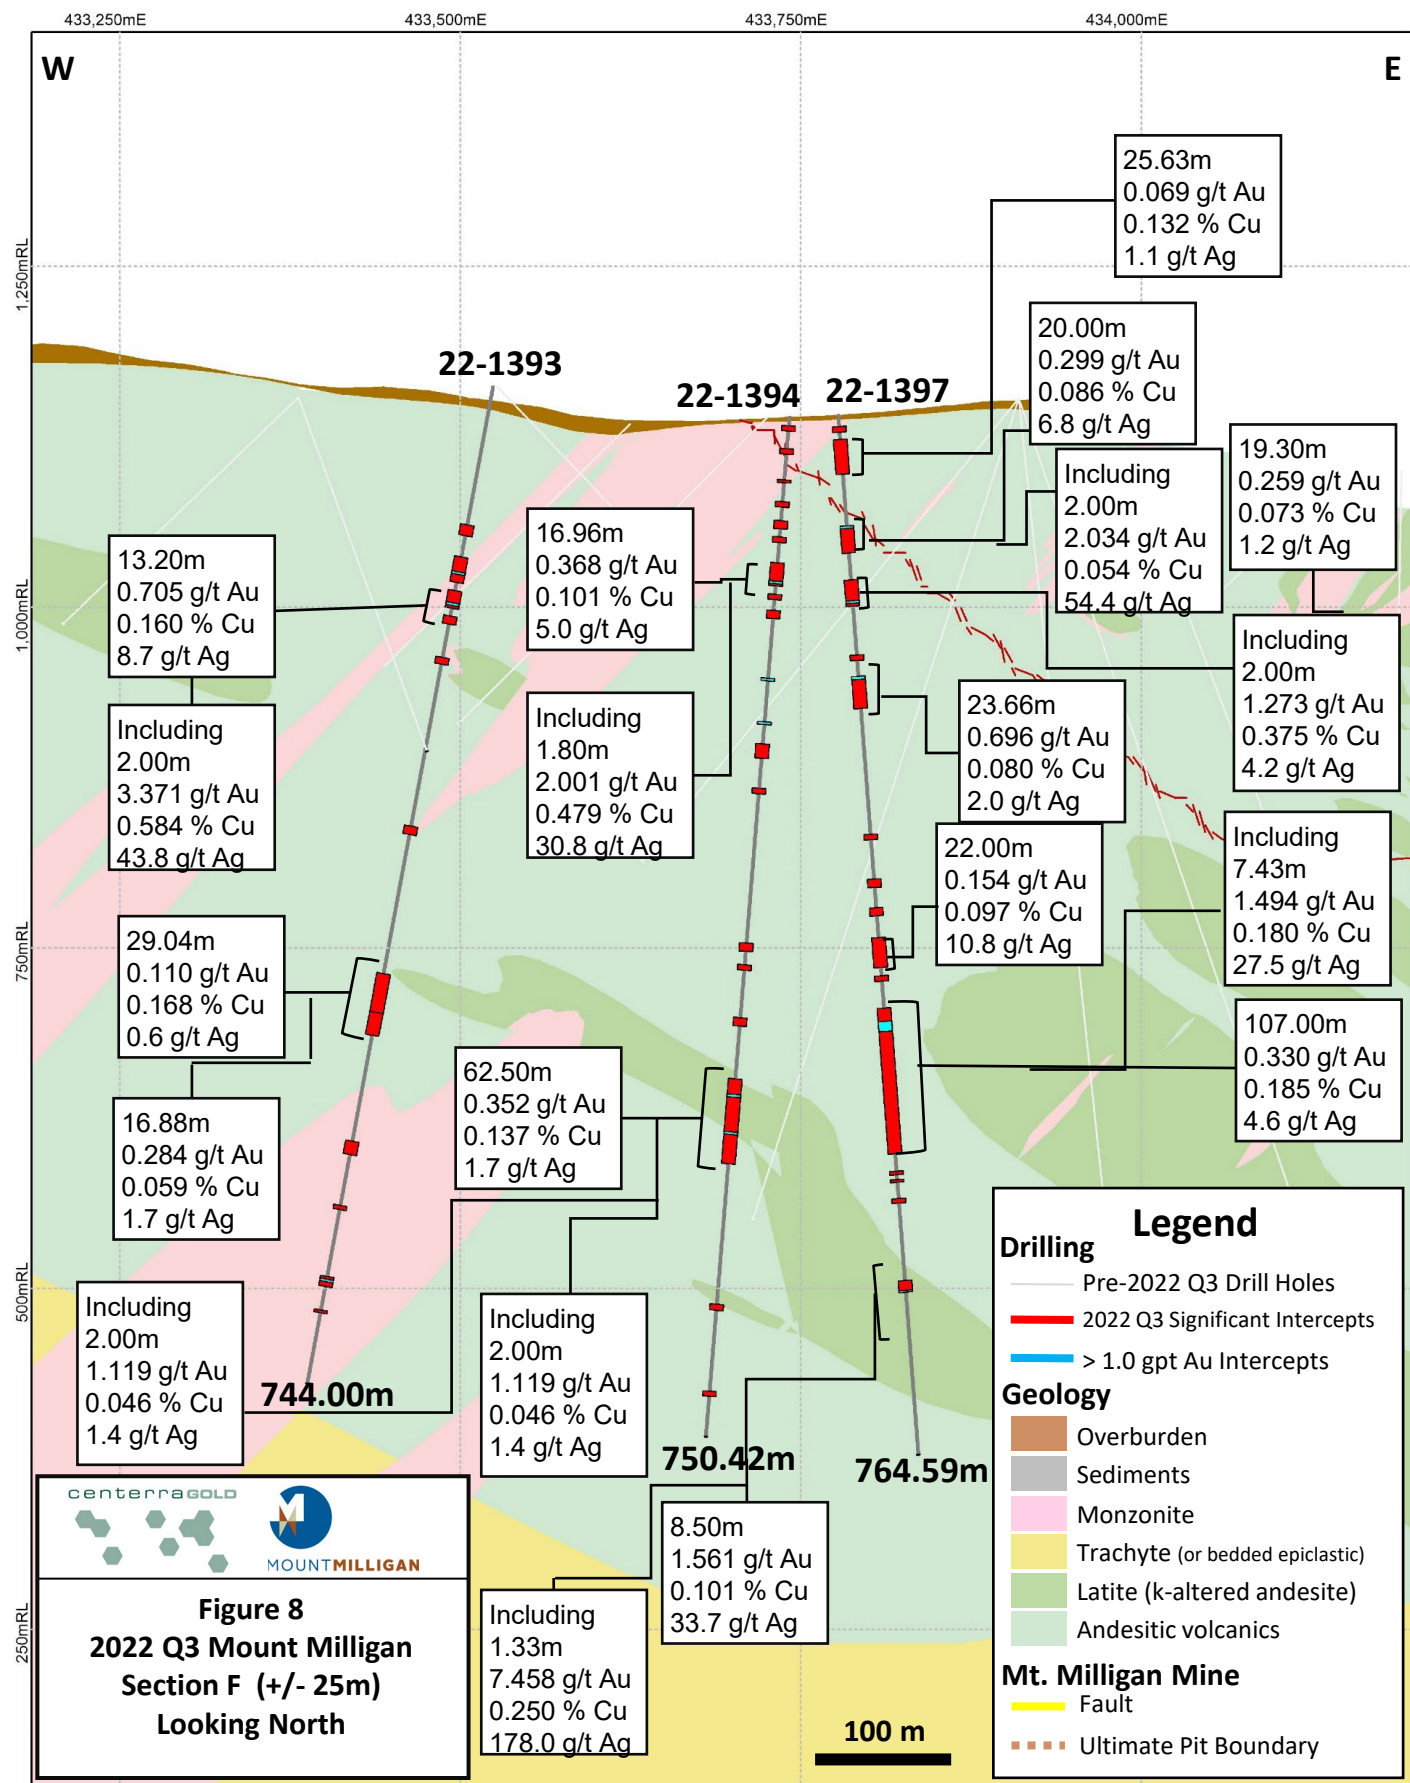 433,250mE
433,500mE
433,750mE
434,000mE
W
E
1,250mRL
1,000mRL
750mRL
500mRL
250mRL
22-1393
22-1394
22-1397
25.63m
0.069 g/t Au
0.132 % Cu
1.1 g/t Ag
20.00m
0.299 g/t Au
0.086 % Cu
6.8 g/t Ag
Including
2.00m
2.034 g/t Au
0.054 % Cu
54.4 g/t Ag
19.30m
0.259 g/t Au
0.073 % Cu
1.2 g/t Ag
Including
2.00m
1.273 g/t Au
0.375 % Cu
4.2 g/t Ag
13.20m
0.705 g/t Au
0.160 % Cu
8.7 g/t Ag
Including
2.00m
3.371 g/t Au
0.584 % Cu
43.8 g/t Ag
16.96m
0.368 g/t Au
0.101 % Cu
5.0 g/t Ag
Including
1.80m
2.001 g/t Au
0.479 % Cu
30.8 g/t Ag
23.66m
0.696 g/t Au
0.080 % Cu
2.0 g/t Ag
22.00m
0.154 g/t Au
0.097 % Cu
10.8 g/t Ag
Including
7.43m
1.494 g/t Au
0.180 % Cu
27.5 g/t Ag
107.00m
0.330 g/t Au
0.185 % Cu
4.6 g/t Ag
29.04m
0.110 g/t Au
0.168 % Cu
0.6 g/t Ag
16.88m
0.284 g/t Au
0.059 % Cu
1.7 g/t Ag
62.50m
0.352 g/t Au
0.137 % Cu
1.7 g/t Ag
Including
2.00m
1.119 g/t Au
0.046 % Cu
1.4 g/t Ag
Including
2.00m
1.119 g/t Au
0.046 % Cu
1.4 g/t Ag
744.00m
750.42m
764.59m
8.50m
1.561 g/t Au
0.101 % Cu
33.7 g/t Ag
Including
1.33m
7.458 g/t Au
0.250 % Cu
178.0 g/t Ag
100 m
centerraGOLD
MOUNTMILLIGAN
Figure 8
2022 Q3 Mount Milligan
Section F (+/- 25m)
Looking North
Legend
Drilling
Pre-2022 Q3 Drill Holes
2022 Q3 Significant Intercepts
> 1.0 gpt Au Intercepts
Geology
Overburden
Sediments
Monzonite
Trachyte (or bedded epiclastic)
Latite (k-altered andesite)
Andesitic volcanics
Mt. Milligan Mine
Fault
Ultimate Pit Boundary